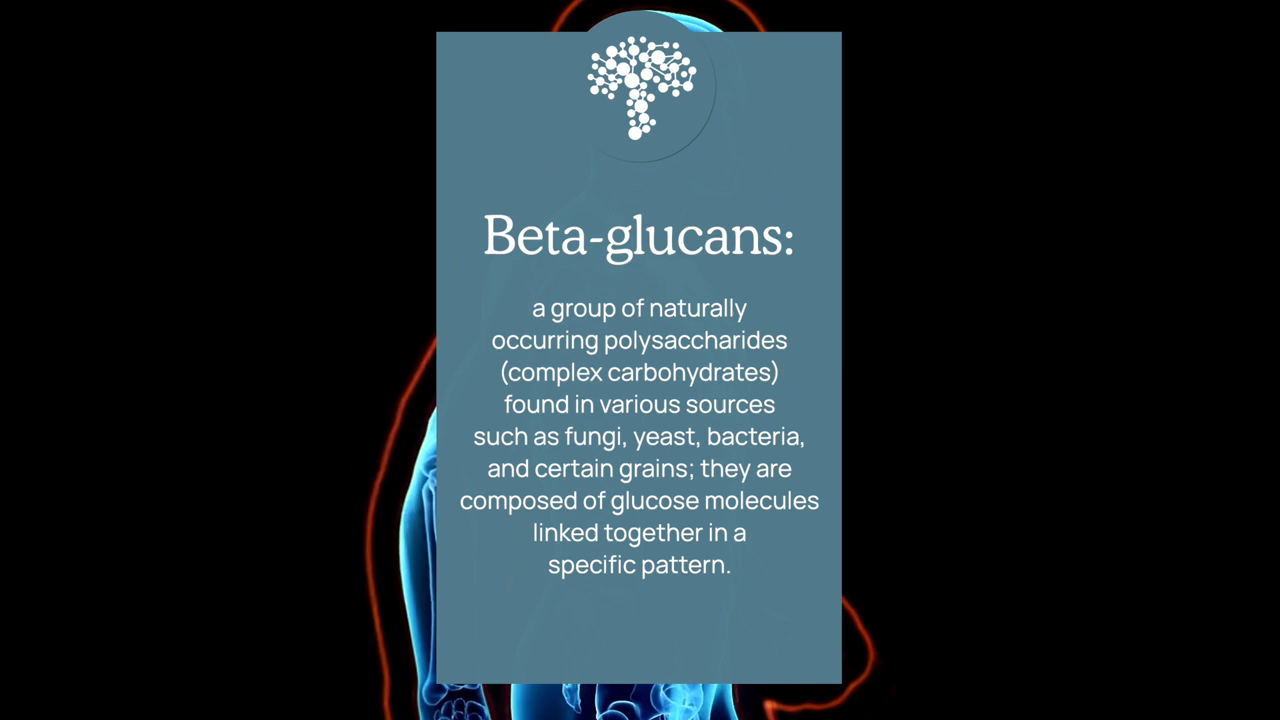 Beta-glucans:
a group of naturally
occurring polysaccharides
(complex carbohydrates)
found in various sources
such as fungi, yeast, bacteria,
and certain grains; they are
composed of glucose molecules
linked together in a
specific pattern.